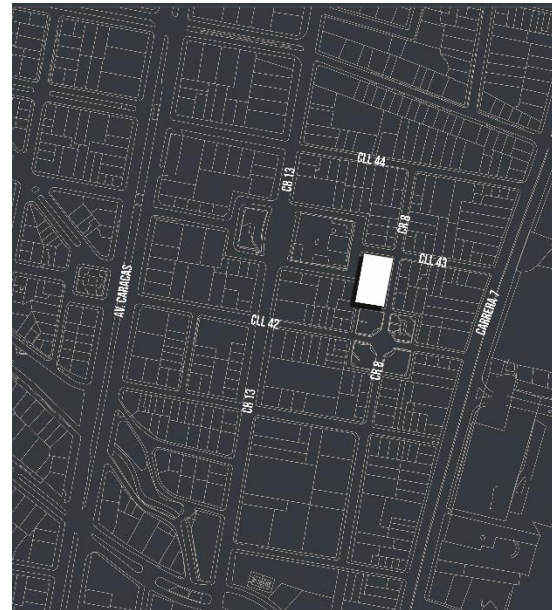 CLL 44
CR 13
CR 8
CLL 43
AV. CARACAS
CARRERA 7
CLL 42
CR 8
CR 13